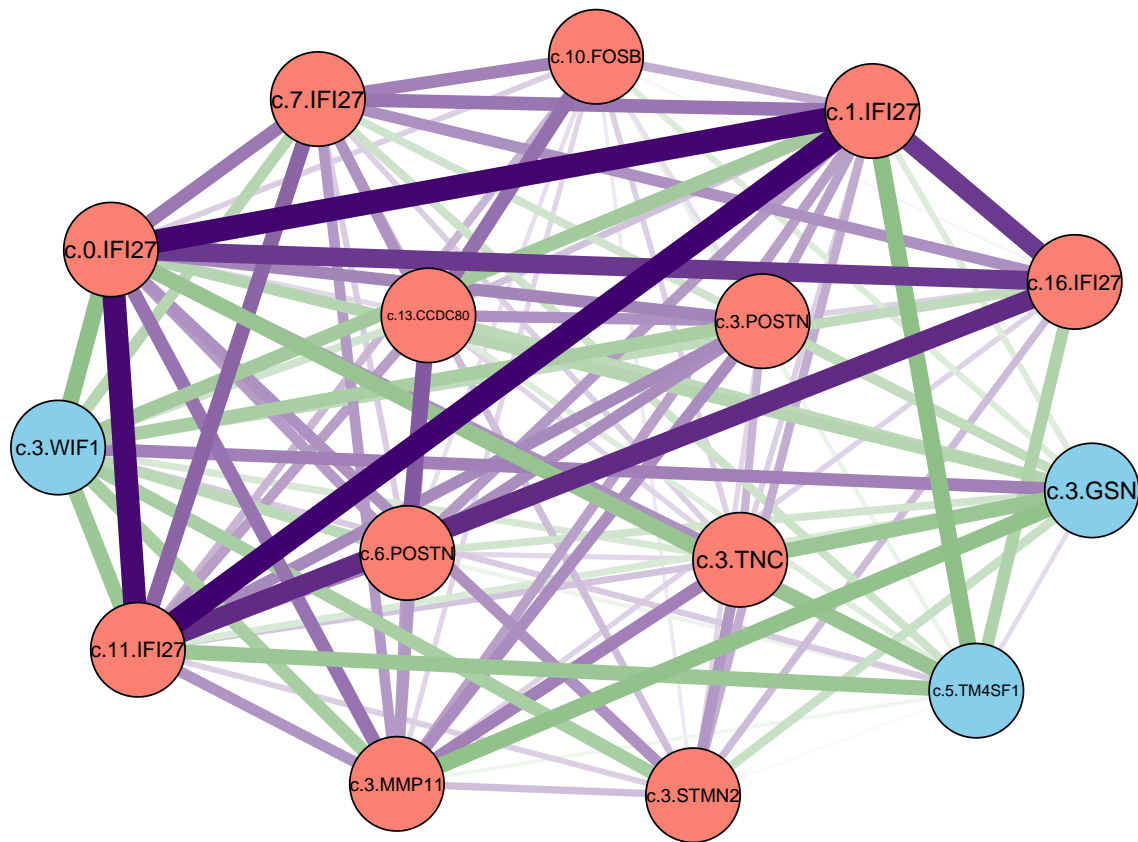 c.10.FOSB
c.7.IFI27
c.1.IFI27
c.0.IFI27
c.16.IFI27
c.13.CCDC80
c.3.POSTN
c.3.WIF1
c.3.GSN
c.6.POSTN
c.3.TNC
c.11.IFI27
c.5.TM4SF1
c.3.MMP11
c.3.STMN2